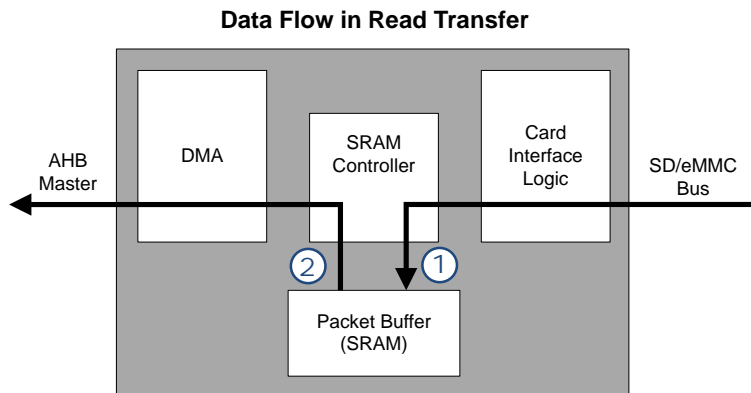 Data Flow in Read Transfer
AHB
Master
DMA
SRAM
Controller
Card
Interface
Logic
SD/eMMC
Bus
2
1
Packet Buffer
(SRAM)